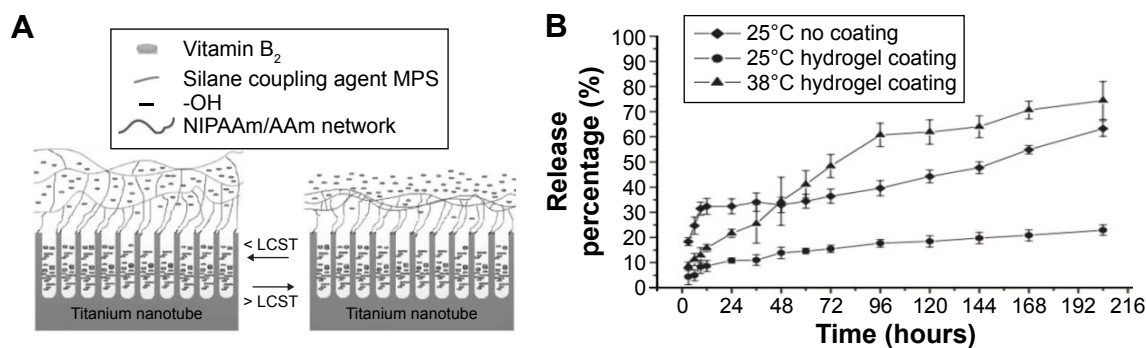 A
Vitamin B2
Silane coupling agent MPS
-OH
NIPAAm/AAm network
< LCST
> LCST
Titanium nanotube
Titanium nanotube
B
25°C no coating
25°C hydrogel coating
38°C hydrogel coating
Release
percentage (%)
100
90
80
70
60
50
40
30
20
10
0
0 24 48 72 96 120 144 168 192 216
Time (hours)